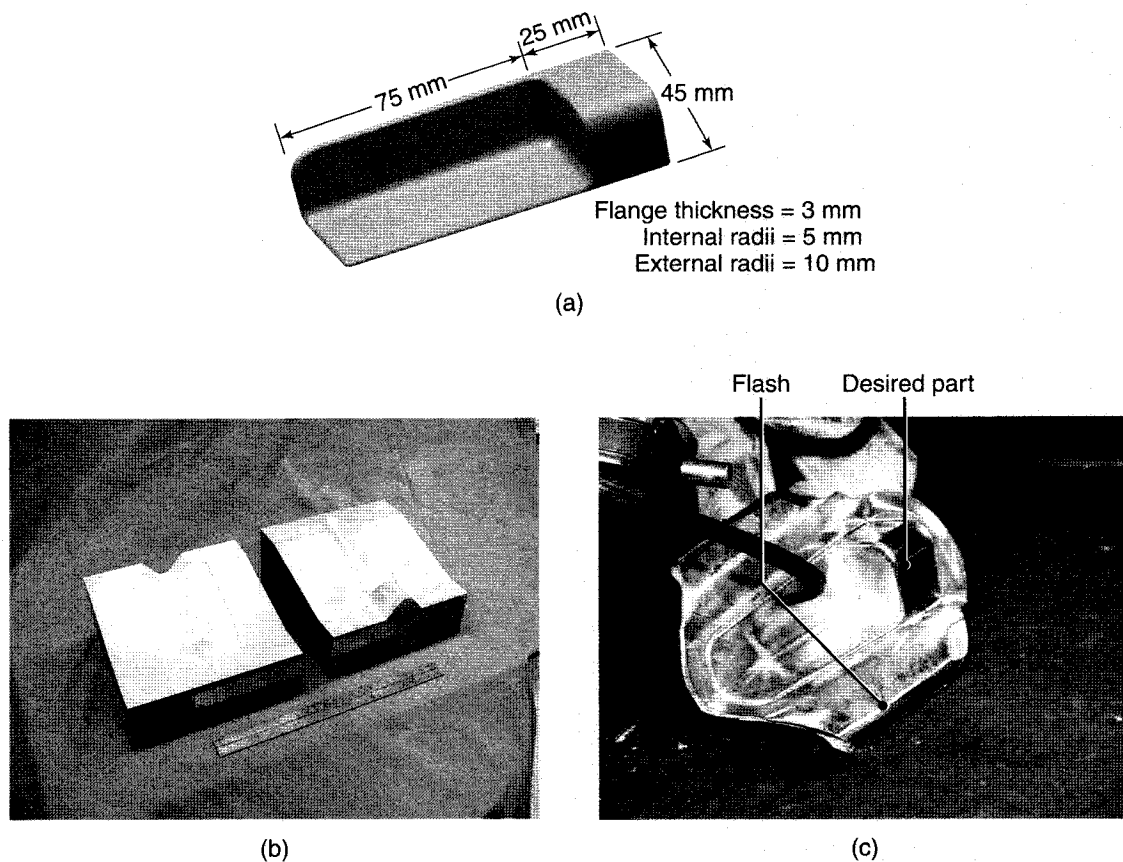 25 mm
75 mm
45 mm
Flange thickness = 3 mm
Internal radii = 5 mm
External radii = 10 mm
(a)
Flash
Desired part
(b)
(c)